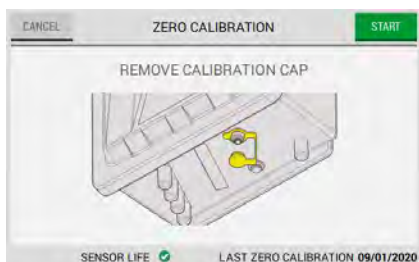 CANCEL ZERO CALIBRATION START
REMOVE CALIBRATION CAP
SENSOR LIFE LAST ZERO CALIBRATION 09/01/2020